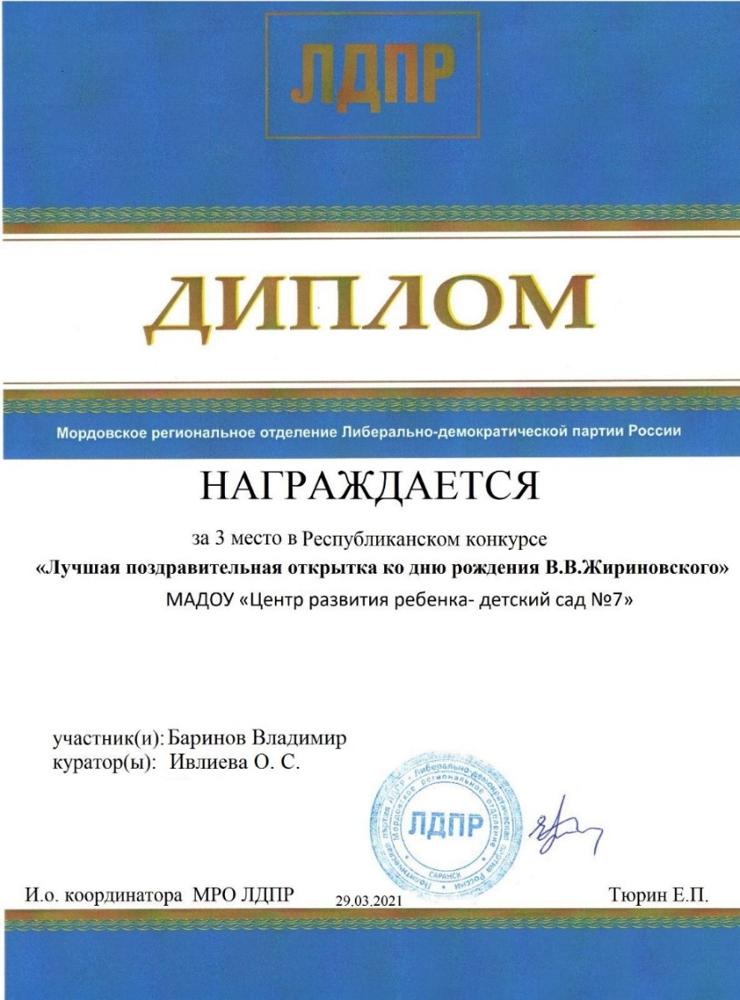 ЛДПР
ДИПЛОМ
Мордовское региональное отделение Либерально-демократической партии России
НАГРАЖДАЕТСЯ
за 3 место в Республиканском конкурсе
«Лучшая поздравительная открытка ко дню рождения В.В.Жириновского»
МАДОУ «Центр развития ребенка- детский сад №7»
участник(и): Баринов Владимир
куратор(ы): Ивлиева О. С.
Политическая партия ЛДПР - Либерально-демократическая партия России
Мордовское региональное отделение
ЛДПР
САРАНСК
И.о. координатора МРО ЛДПР
29.03.2021
Тюрин Е.П.